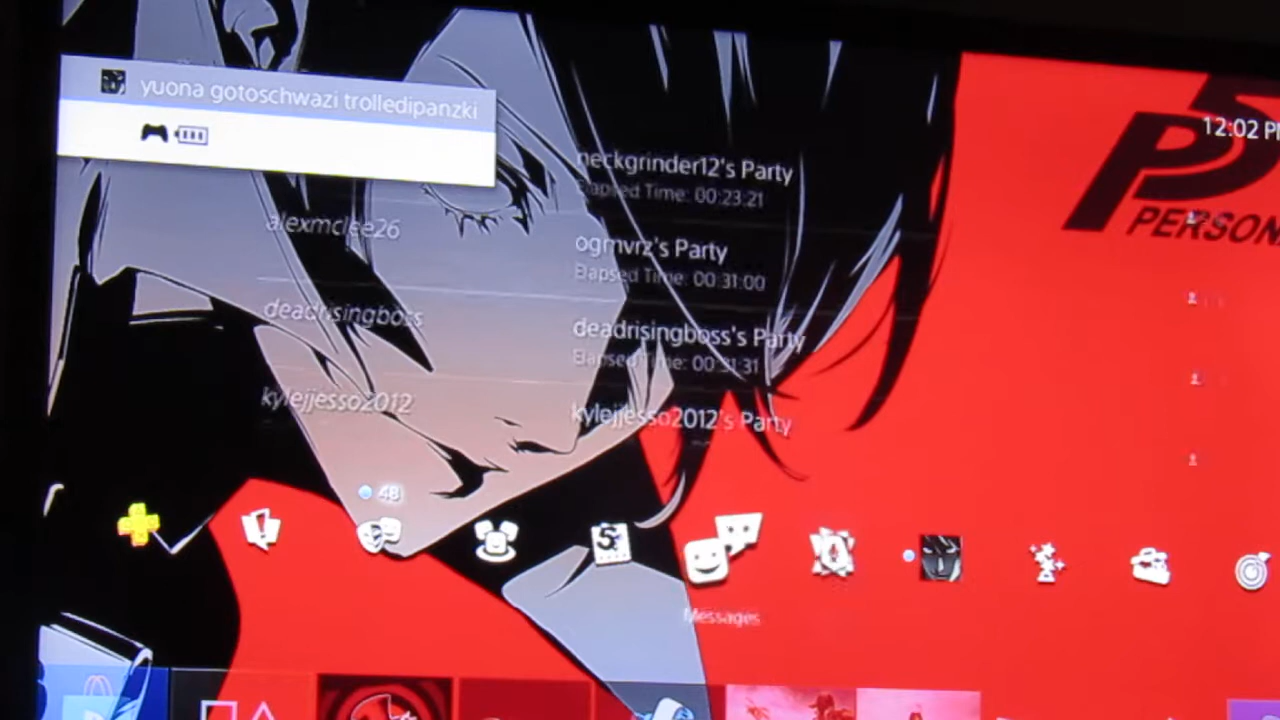 yuona gotoschwazi trolledipanzki
12:02 P
P5
PERSON
neckgrinder12's Party
Elapsed Time: 00:23:21
alexmclee26
ogmvrz's Party
Elapsed Time: 00:31:00
deadrisingboss
deadrisingboss's Party
Elapsed Time: 00:31:31
kylejjesso2012
kylejjesso2012's Party
48
Messages